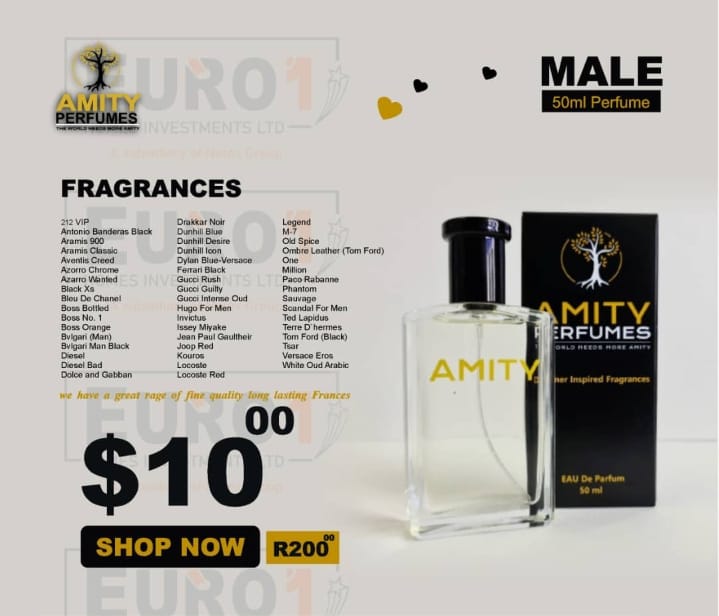 AMITY
PERFUMES
THE WORLD NEEDS MORE AMITY
EURO1
ES INVESTMENTS LTD
MALE
50ml Perfume
FRAGRANCES
212 VIP
Antonio Banderas Black
Aramis 900
Aramis Classic
Aventis Creed
Azorro Chrome
Azarro Wanted
Black Xs
Bleu De Chanel
Boss Bottled
Boss No. 1
Boss Orange
Bvlgari (Man)
Bvlgari Man Black
Diesel
Diesel Bad
Dolce and Gabban
Drakkar Noir
Dunhill Blue
Dunhill Desire
Dunhill Icon
Dylan Blue-Versace
Ferrari Black
Gucci Rush
Gucci Guilty
Gucci Intense Oud
Hugo For Men
Invictus
Issey Miyake
Jean Paul Gaultheir
Joop Red
Kouros
Locoste
Locoste Red
Legend
M-7
Old Spice
Ombre Leather (Tom Ford)
One
Million
Paco Rabanne
Phantom
Sauvage
Scandal For Men
Ted Lapidus
Terre D`hermes
Tom Ford (Black)
Tsar
Versace Eros
White Oud Arabic
we have a great rage of fine quality long lasting Frances
$10 00
SHOP NOW
R200 00
AMITY
AMITY
PERFUMES
WORLD NEEDS MORE AMITY
Inspired Fragrances
EAU De Parfum
50 ml